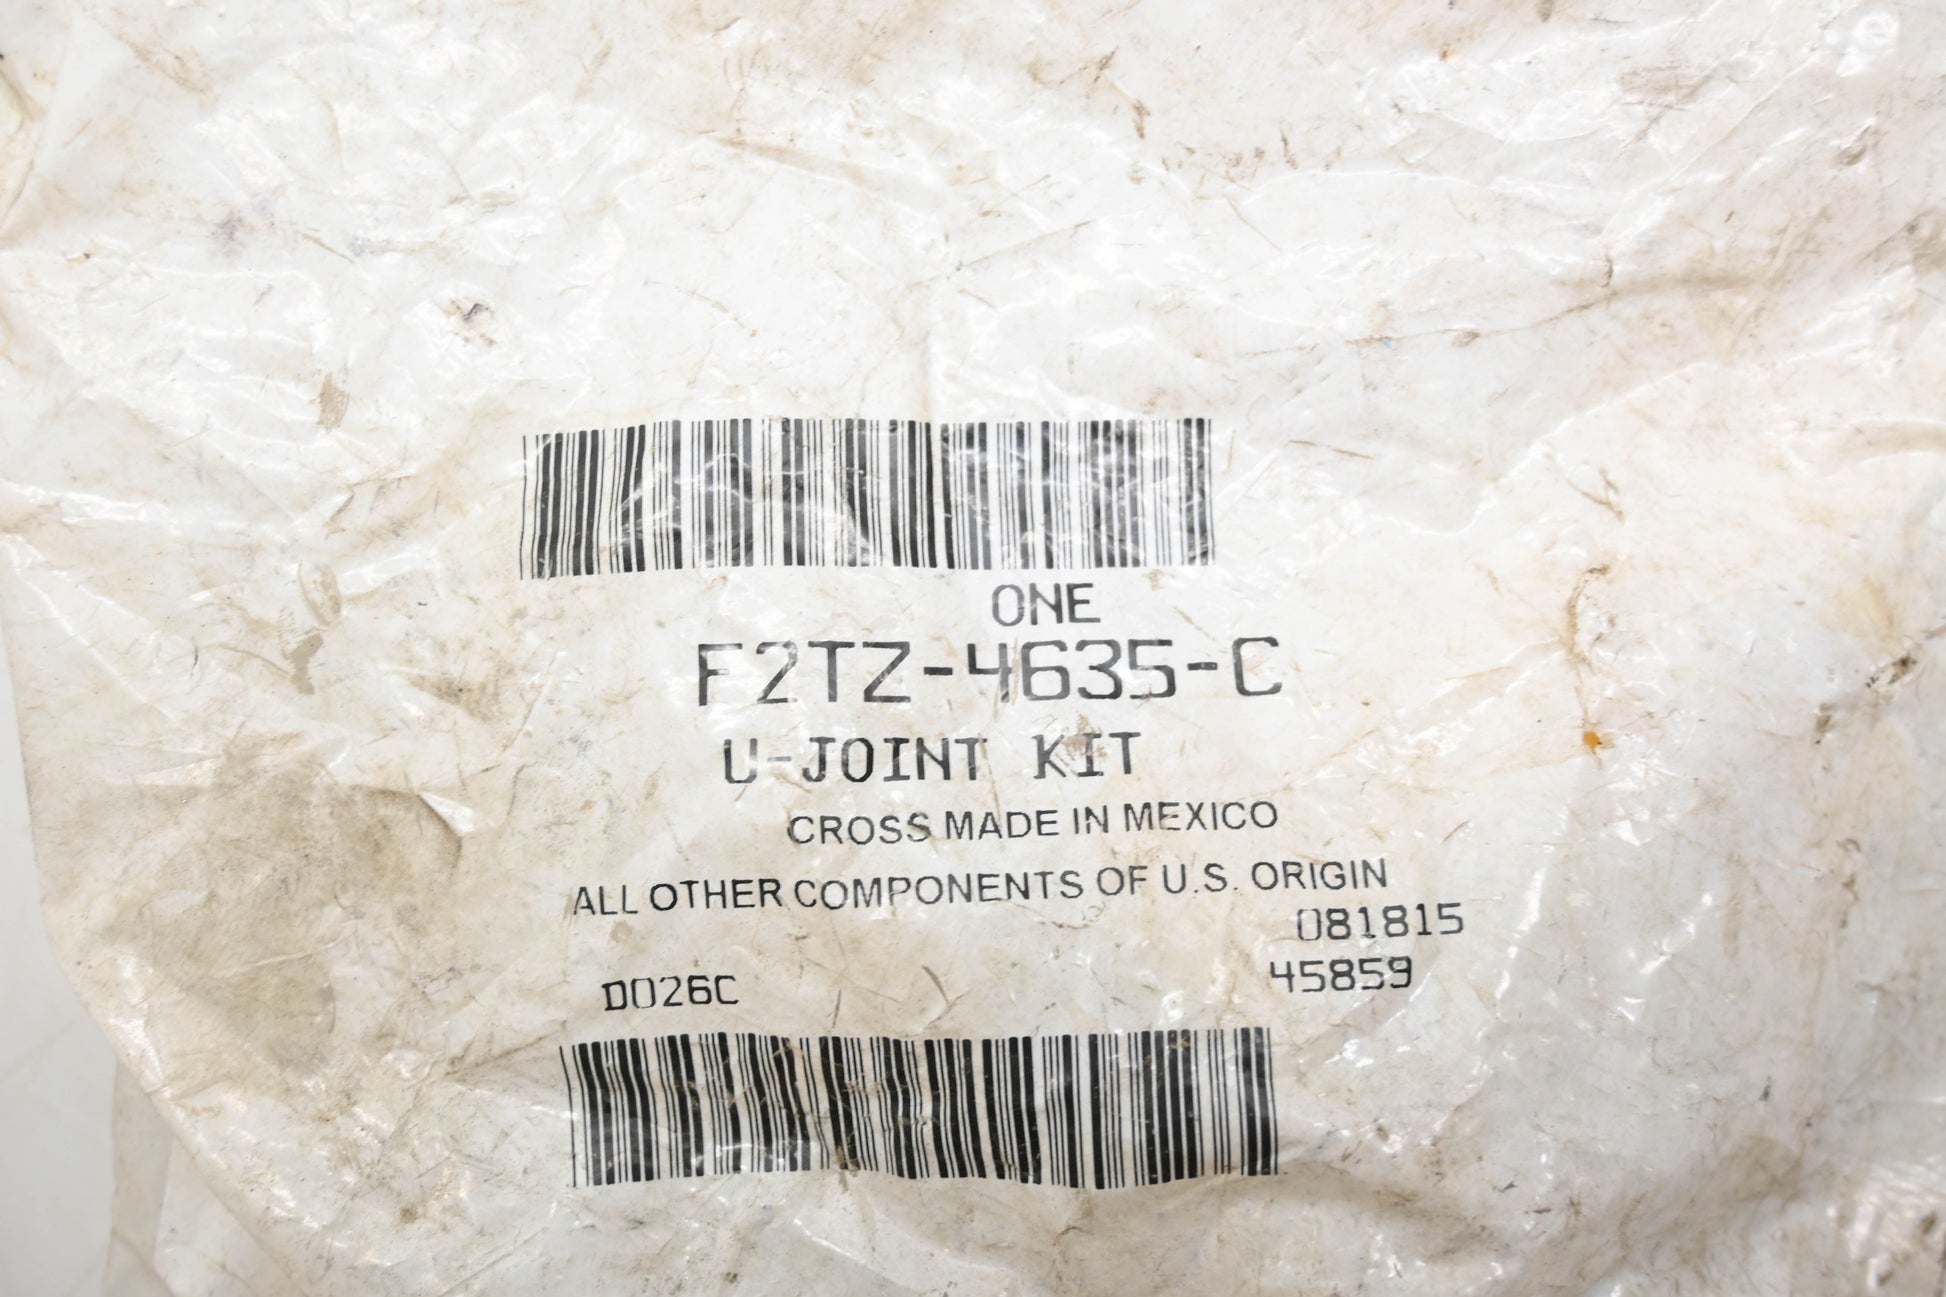 ONE
F2TZ-4635-C
U-JOINT KIT
CROSS MADE IN MEXICO
ALL OTHER COMPONENTS OF U.S. ORIGIN
081815
D026C 45859